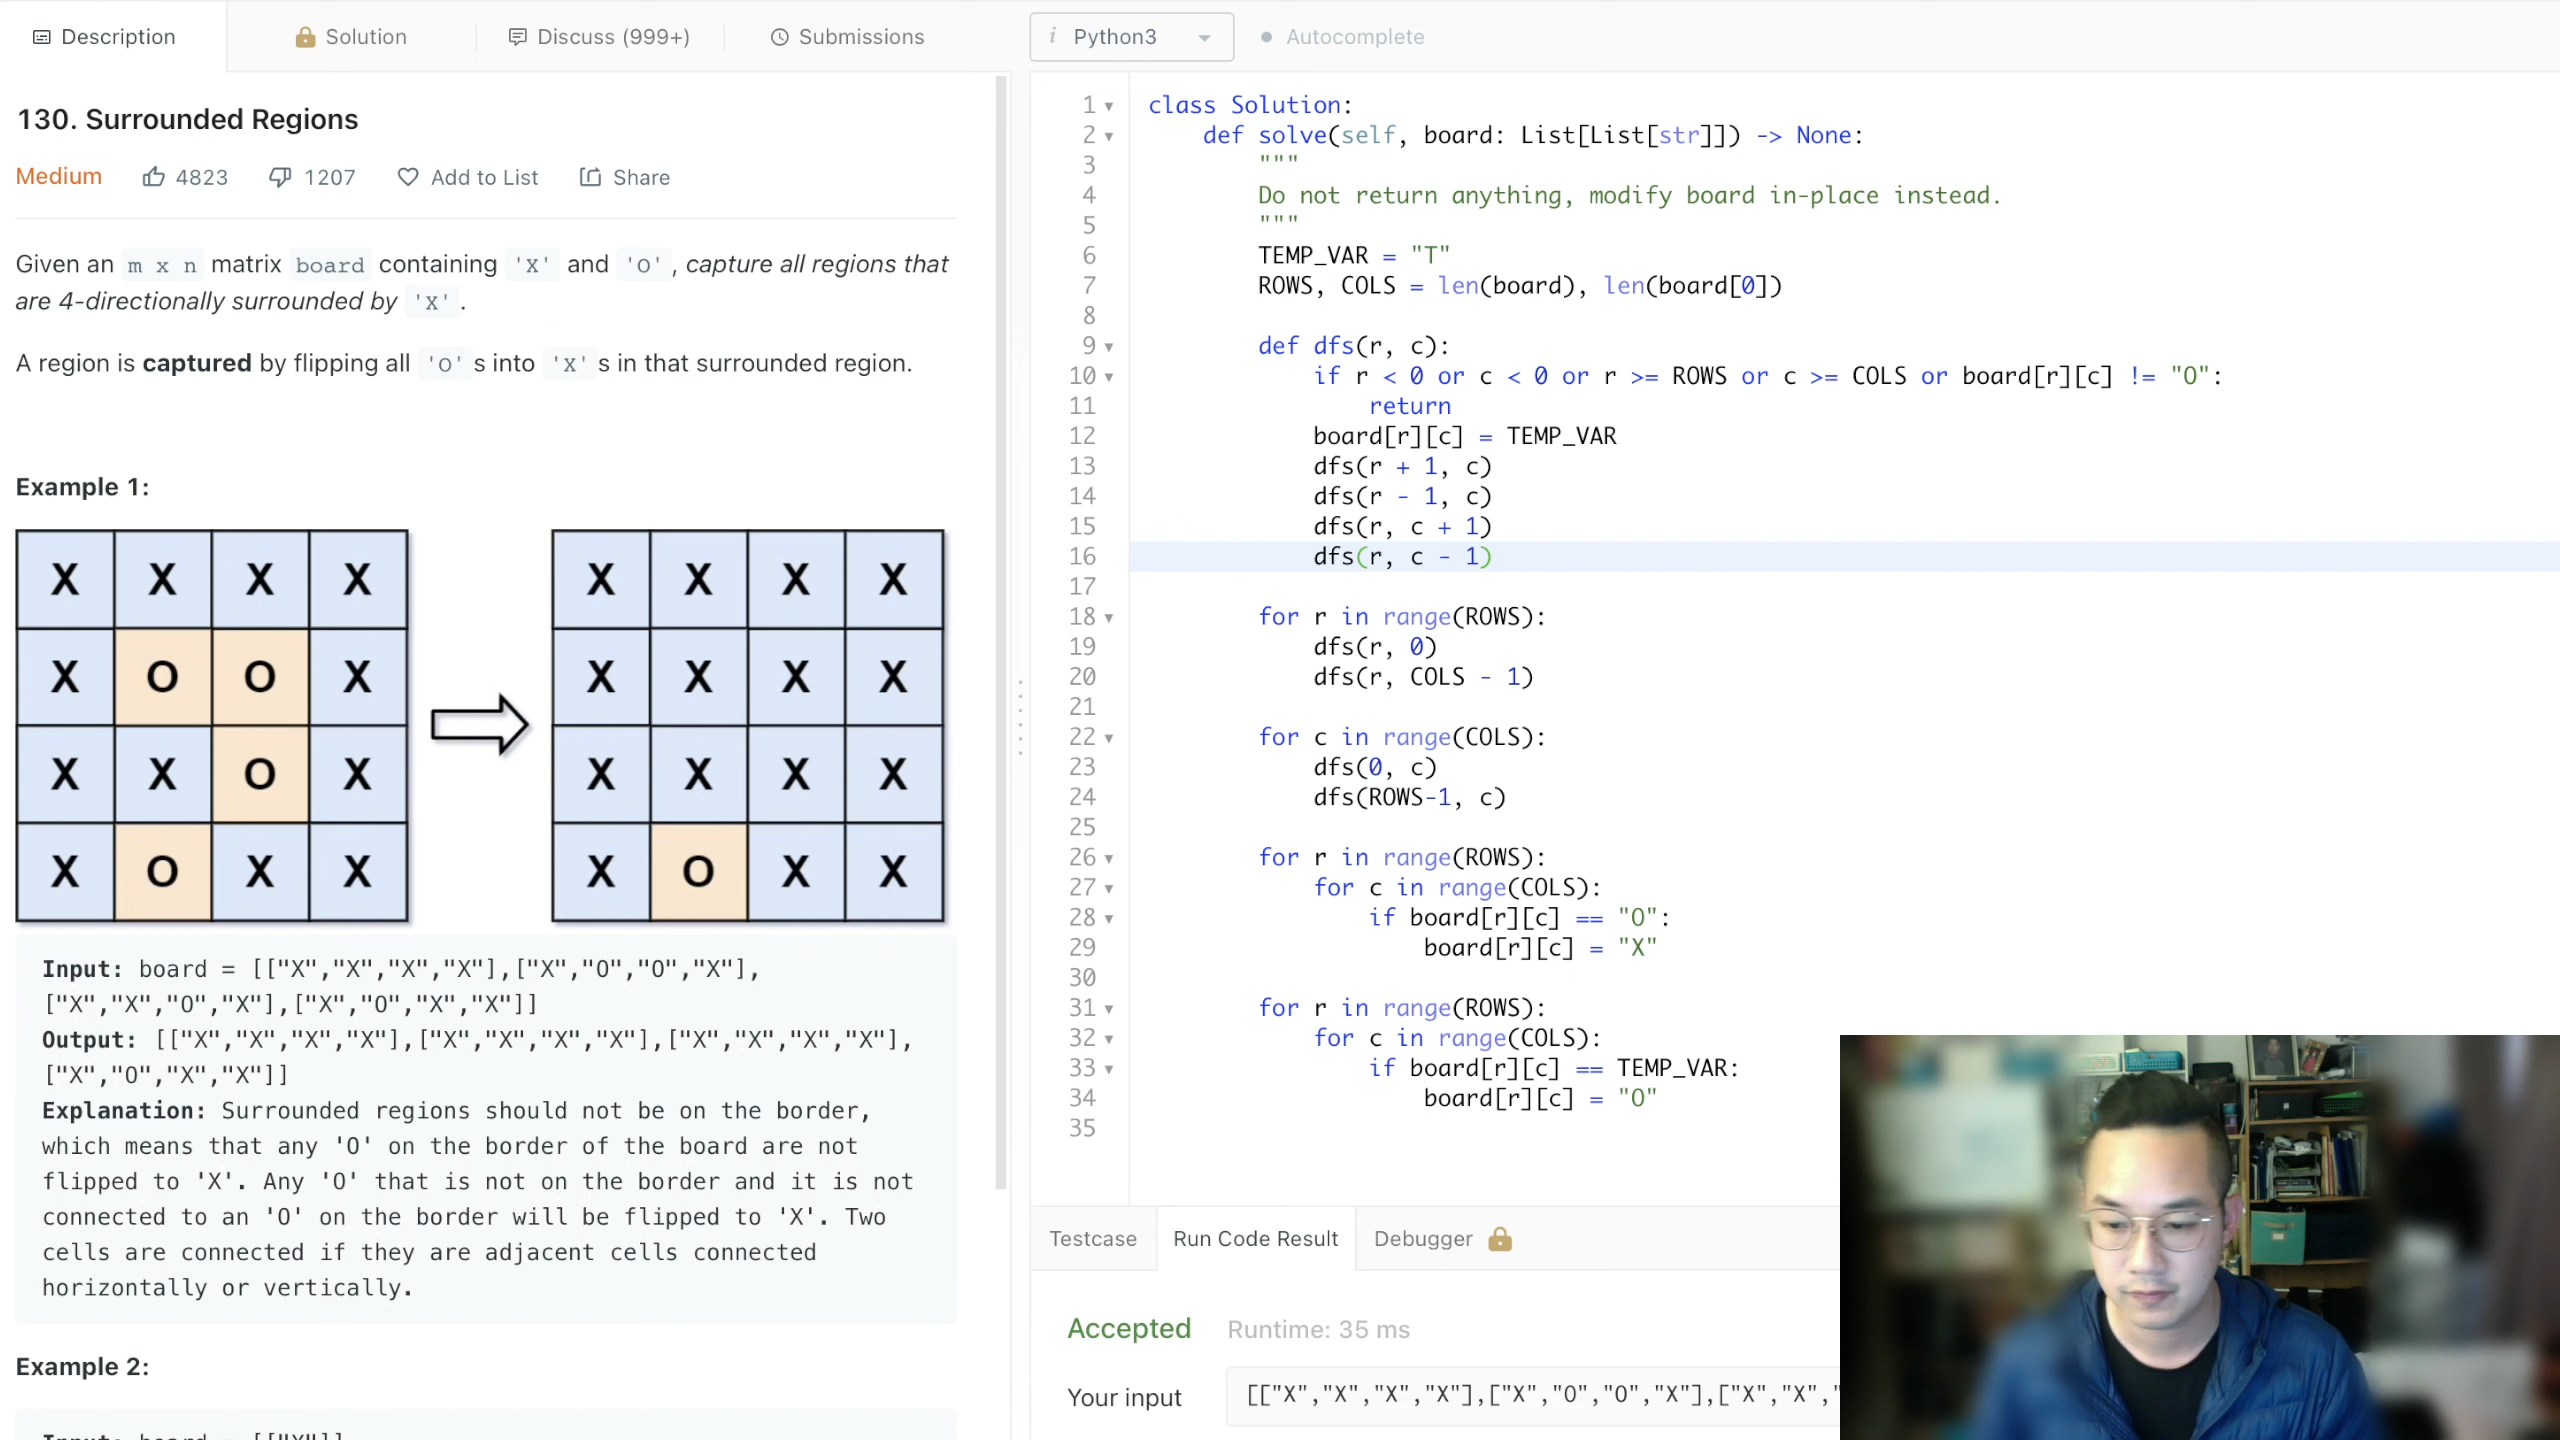 Description
Solution
Discuss (999+)
Submissions
i Python3
Autocomplete
130. Surrounded Regions
Medium 4823 1207 Add to List Share
Given an m x n matrix board containing 'X' and 'O', capture all regions that
are 4-directionally surrounded by 'X'.
A region is captured by flipping all 'O's into 'X's in that surrounded region.
Example 1:
X X X X
X O O X
X X O X
X O X X
X X X X
X X X X
X X X X
X O X X
Input: board = [["X","X","X","X"],["X","O","O","X"],
["X","X","O","X"],["X","O","X","X"]]
Output: [["X","X","X","X"],["X","X","X","X"],["X","X","X","X"],
["X","O","X","X"]]
Explanation: Surrounded regions should not be on the border,
which means that any 'O' on the border of the board are not
flipped to 'X'. Any 'O' that is not on the border and it is not
connected to an 'O' on the border will be flipped to 'X'. Two
cells are connected if they are adjacent cells connected
horizontally or vertically.
Example 2:
1 class Solution:
2     def solve(self, board: List[List[str]]) -> None:
3         """
4         Do not return anything, modify board in-place instead.
5         """
6         TEMP_VAR = "T"
7         ROWS, COLS = len(board), len(board[0])
8
9         def dfs(r, c):
10             if r < 0 or c < 0 or r >= ROWS or c >= COLS or board[r][c] != "O":
11                 return
12             board[r][c] = TEMP_VAR
13             dfs(r + 1, c)
14             dfs(r - 1, c)
15             dfs(r, c + 1)
16             dfs(r, c - 1)
17
18         for r in range(ROWS):
19             dfs(r, 0)
20             dfs(r, COLS - 1)
21
22         for c in range(COLS):
23             dfs(0, c)
24             dfs(ROWS-1, c)
25
26         for r in range(ROWS):
27             for c in range(COLS):
28                 if board[r][c] == "O":
29                     board[r][c] = "X"
30
31         for r in range(ROWS):
32             for c in range(COLS):
33                 if board[r][c] == TEMP_VAR:
34                     board[r][c] = "O"
35
Testcase
Run Code Result
Debugger
Accepted Runtime: 35 ms
Your input [["X","X","X","X"],["X","O","O","X"],["X","X","